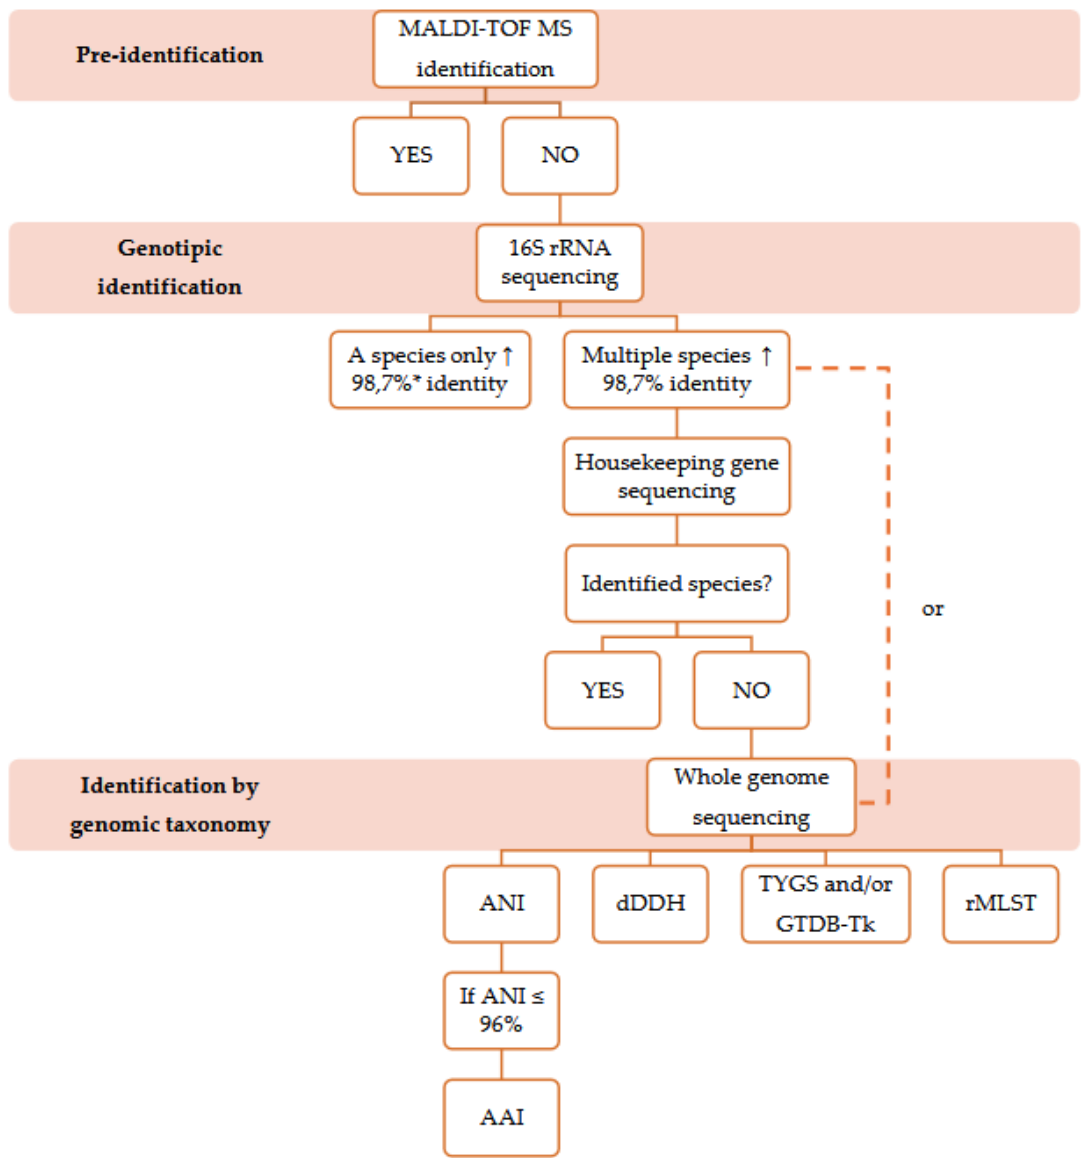 Pre-identification
MALDI-TOF MS
identification
YES
NO
Genotipic
identification
16S rRNA
sequencing
A species only ↑
98,7%* identity
Multiple species ↑
98,7% identity
Housekeeping gene
sequencing
Identified species?
or
YES
NO
Identification by
genomic taxonomy
Whole genome
sequencing
ANI
dDDH
TYGS and/or
GTDB-Tk
rMLST
If ANI ≤
96%
AAI